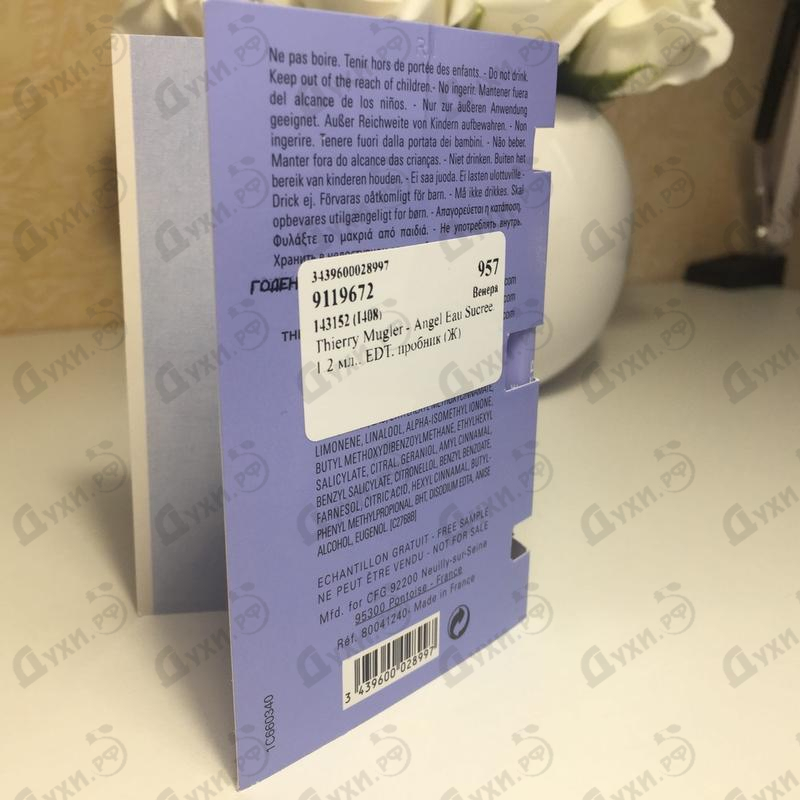 Ne pas boire. Tenir hors de portée des enfants. - Do not drink.
Keep out of the reach of children.- No ingerir. Mantener fuera
del alcance de los niños. - Nur zur äußeren Anwendung
geeignet. Außer Reichweite von Kindern aufbewahren. - Non
ingerire. Tenere fuori dalla portata dei bambini. - Não beber.
Manter fora do alcance das crianças. - Niet drinken. Buiten het
bereik van kinderen houden. - Ei saa juoda. Ei lasten ulottuville -
Drick ej. Förvaras oåtkomligt för barn. - Må ikke drikkes. Skal
opbevares utilgængeligt for børn. - Απαγορεύεται η κατάποση.
Φυλάξτε το μακριά από παιδιά. - Не употреблять внутрь.
Хранить в
ГОДЕН
com
com
com
TH
3439600028997
9119672
957
143152 (1408)
Венера
Thierry Mugler - Angel Eau Sucree.
1.2 мл.. EDT. пробник (Ж)
LIMONENE, LINALOOL, ALPHA-ISOMETHYL IONONE,
BUTYL METHOXYDIBENZOYLMETHANE, ETHYLHEXYL
SALICYLATE, CITRAL, GERANIOL, AMYL CINNAMAL,
BENZYL SALICYLATE, CITRONELLOL, BENZYL BENZOATE,
FARNESOL, CITRIC ACID, HEXYL CINNAMAL, BUTYL-
PHENYL METHYLPROPIONAL, BHT, DISODIUM EDTA, ANISE
ALCOHOL, EUGENOL [C2768B]
ECHANTILLON GRATUIT - FREE SAMPLE
NE PEUT ÊTRE VENDU - NOT FOR SALE
Mfd. for CFG 92200 Neuilly-sur-Seine
95300 Pontoise - France
Réf. 80041240- Made in France
3 439600 028997
1C660340
Духи.рф